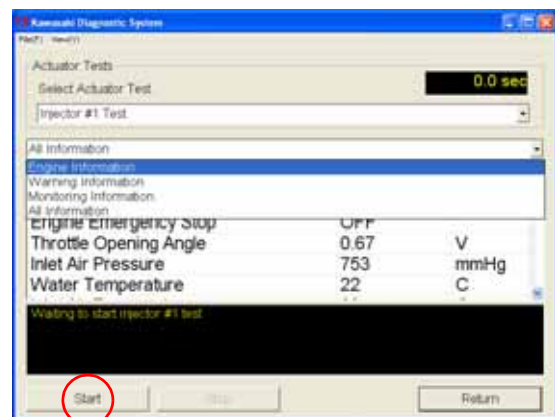 Kawasaki Diagnostic System
File(F) View(V)
Actuator Tests
Select Actuator Test
0.0 sec
Injector #1 Test
All Information
Engine Information
Warning Information
Monitoring Information
All Information
Engine Emergency Stop OFF
Throttle Opening Angle 0.67 V
Inlet Air Pressure 753 mmHg
Water Temperature 22 C
Waiting to start injector #1 test
Start Stop Return